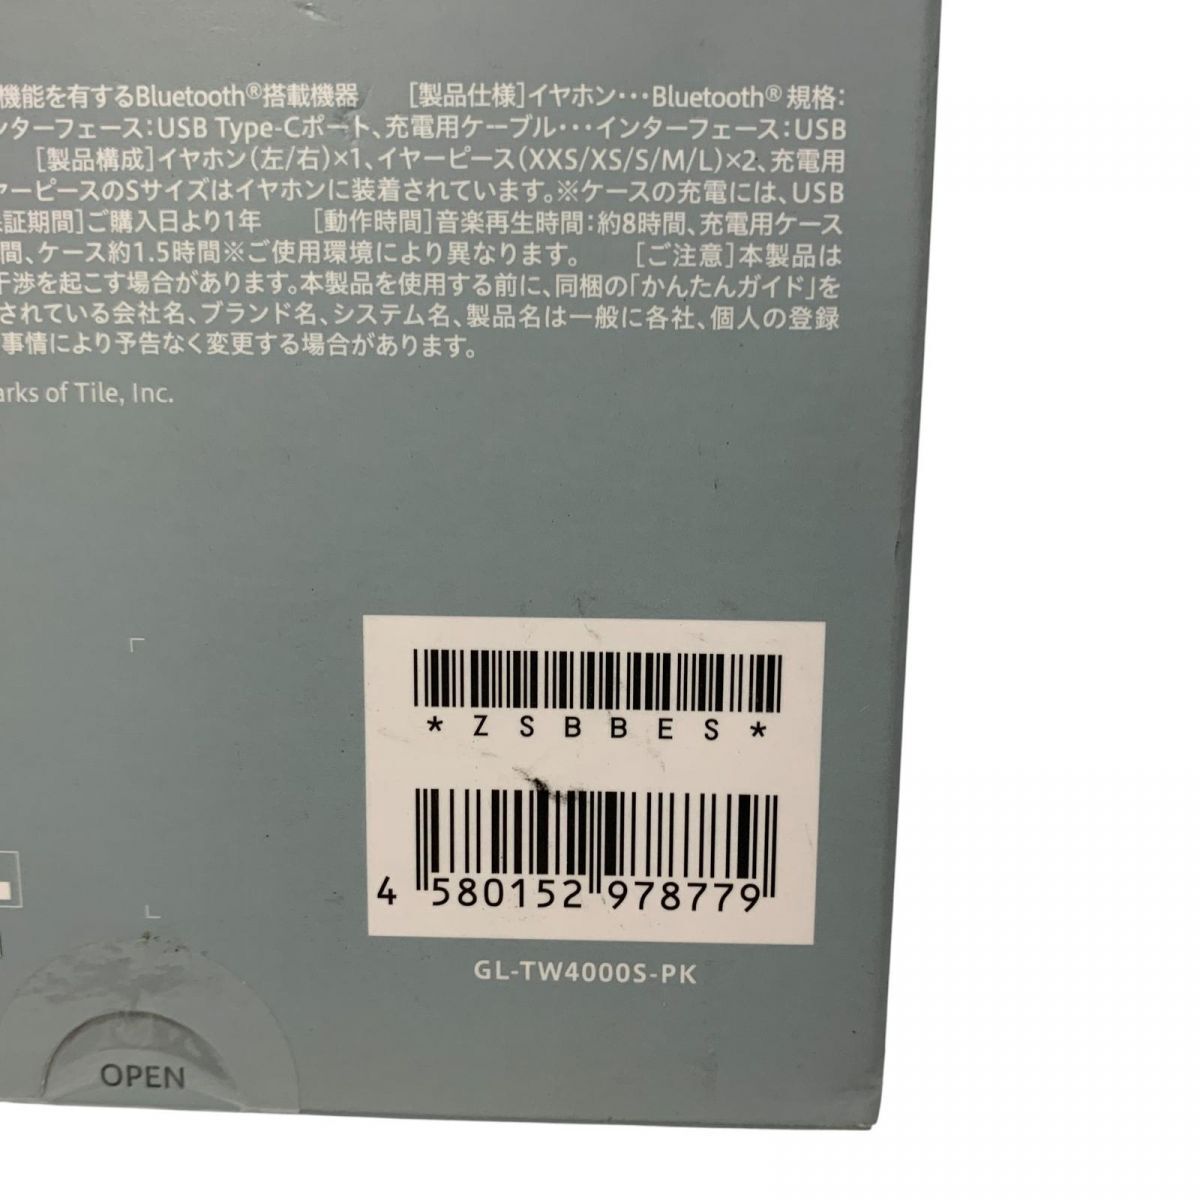 機能を有するBluetooth®搭載機器　［製品仕様］イヤホン…Bluetooth®規格：
ンターフェース：USB Type-Cポート、充電用ケーブル…インターフェース：USB
［製品構成］イヤホン（左/右）×1、イヤーピース（XXS/XS/S/M/L）×2、充電用
ヤーピースのSサイズはイヤホンに装着されています。※ケースの充電には、USB
証期間］ご購入日より1年　［動作時間］音楽再生時間：約8時間、充電用ケース
間、ケース約1.5時間※ご使用環境により異なります。　［ご注意］本製品は
干渉を起こす場合があります。本製品を使用する前に、同梱の「かんたんガイド」を
されている会社名、ブランド名、システム名、製品名は一般に各社、個人の登録
事情により予告なく変更する場合があります。
arks of Tile, Inc.
*ZSBBES*
4 580152 978779
GL-TW4000S-PK
OPEN